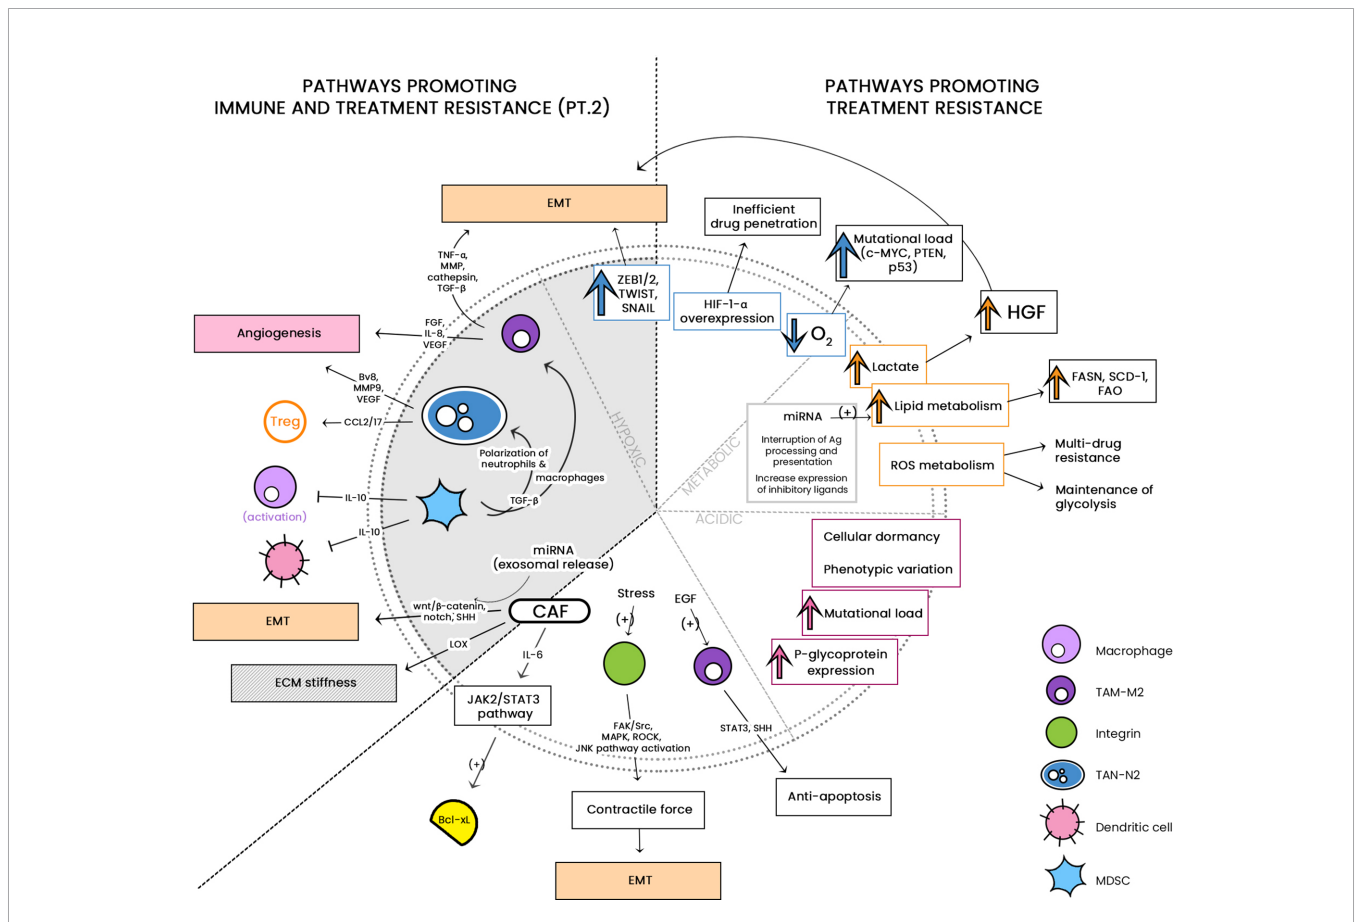 PATHWAYS PROMOTING
IMMUNE AND TREATMENT RESISTANCE (PT.2)
PATHWAYS PROMOTING
TREATMENT RESISTANCE
EMT
TNF-α,
MMP,
cathepsin,
TGF-β
ZEB1/2,
TWIST,
SNAIL
Inefficient
drug penetration
HIF-1-α
overexpression
Mutational load
(c-MYC, PTEN,
p53)
O2
HGF
Lactate
Lipid metabolism
FASN, SCD-1,
FAO
miRNA
(+)
Interruption of Ag
processing and
presentation
Increase expression
of inhibitory ligands
ROS metabolism
Multi-drug
resistance
Maintenance of
glycolysis
Angiogenesis
FGF,
IL-8,
VEGF
Bv8,
MMP9,
VEGF
Treg
CCL2/17
HYPOXIC
METABOLIC
ACIDIC
Polarization of
neutrophils &
macrophages
TGF-β
IL-10
(activation)
IL-10
miRNA
(exosomal release)
CAF
wnt/β-catenin,
notch, SHH
EMT
LOX
ECM stiffness
IL-6
JAK2/STAT3
pathway
(+)
Bcl-xL
Stress
(+)
FAK/Src,
MAPK, ROCK,
JNK pathway activation
Contractile force
EMT
EGF
(+)
STAT3, SHH
Anti-apoptosis
Cellular dormancy
Phenotypic variation
Mutational load
P-glycoprotein
expression
Macrophage
TAM-M2
Integrin
TAN-N2
Dendritic cell
MDSC